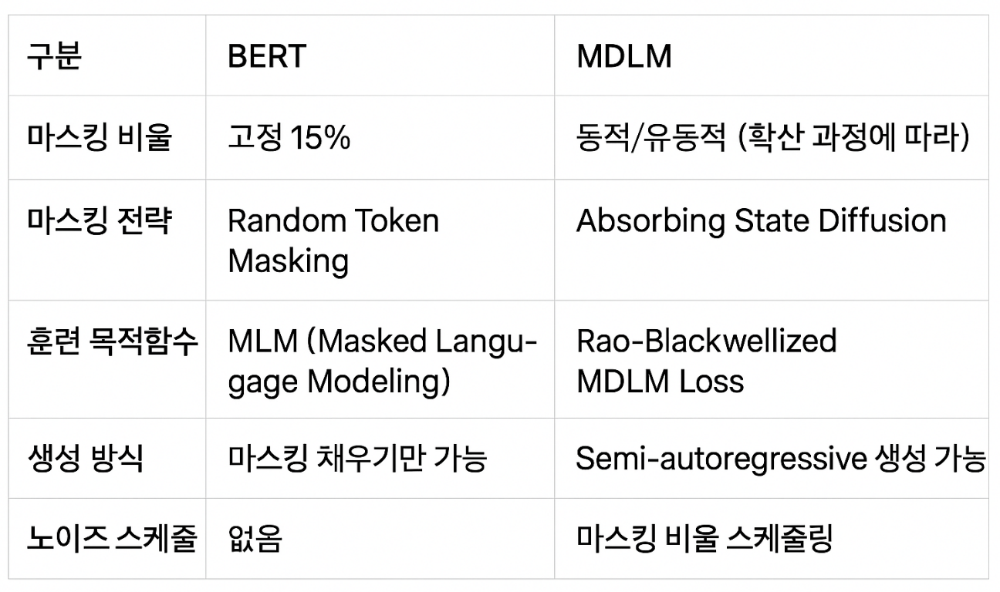 구분 BERT MDLM
마스킹 비율 고정 15% 동적/유동적 (확산 과정에 따라)
마스킹 전략 Random Token Absorbing State Diffusion
Masking
훈련 목적함수 MLM (Masked Langu- Rao-Blackwellized
gage Modeling) MDLM Loss
생성 방식 마스킹 채우기만 가능 Semi-autoregressive 생성 가농
노이즈 스케줄 없옴 마스킹 비율 스케줄링